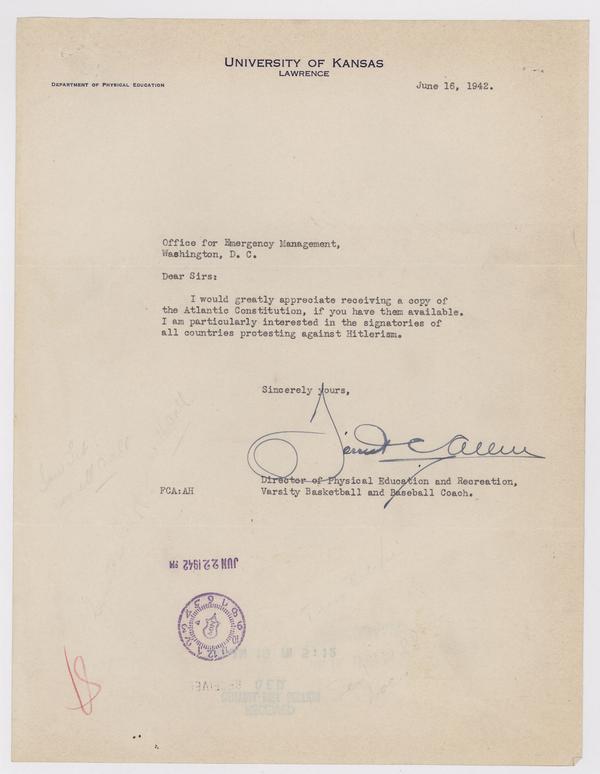 UNIVERSITY OF KANSAS
LAWRENCE
DEPARTMENT OF PHYSICAL EDUCATION
June 16, 1942.
Office for Emergency Management,
Washington, D. C.
Dear Sirs:
I would greatly appreciate receiving a copy of
the Atlantic Constitution, if you have them available.
I am particularly interested in the signatories of
all countries protesting against Hitlerism.
Sincerely yours,
Forrest C Allen
Director of Physical Education and Recreation,
FCA:AH Varsity Basketball and Baseball Coach.
JUN 22 1942 PM